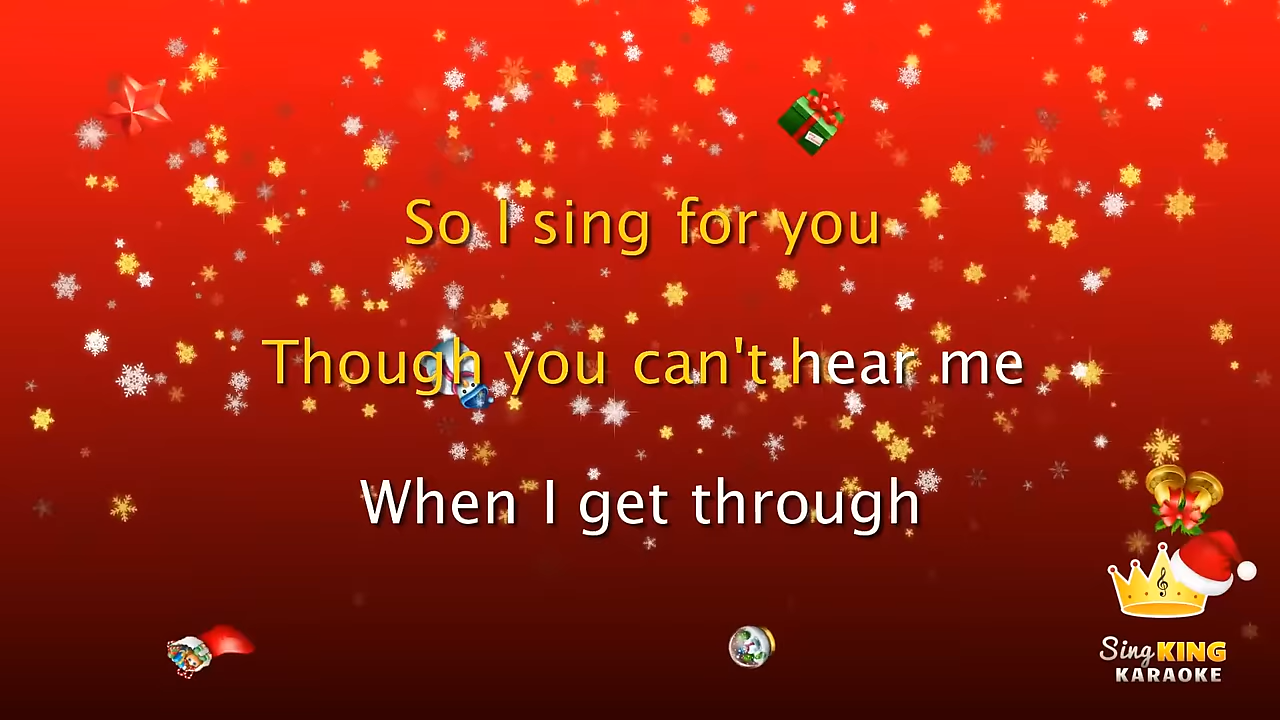 So I sing for you
Though you can't hear me
When I get through
Sing KING
KARAOKE